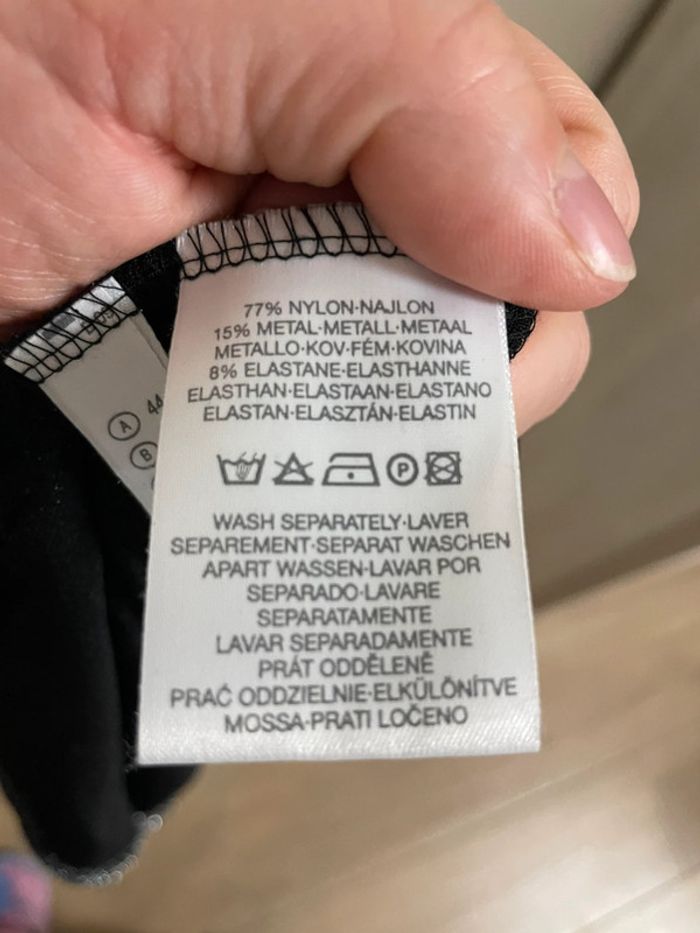 77% NYLON·NAJLON
15% METAL·METALL·METAAL
METALLO·KOV·FÉM·KOVINA
8% ELASTANE·ELASTHANNE
ELASTHAN·ELASTAAN·ELASTANO
ELASTAN·ELASZTÁN·ELASTIN
P
WASH SEPARATELY·LAVER
SEPAREMENT·SEPARAT WASCHEN
APART WASSEN·LAVAR POR
SEPARADO·LAVARE
SEPARATAMENTE
LAVAR SEPARADAMENTE
PRÁT ODDĚLENĚ
PRAĆ ODDZIELNIE·ELKÜLÖNÍTVE
MOSSA·PRATI LOČENO
A 44
B